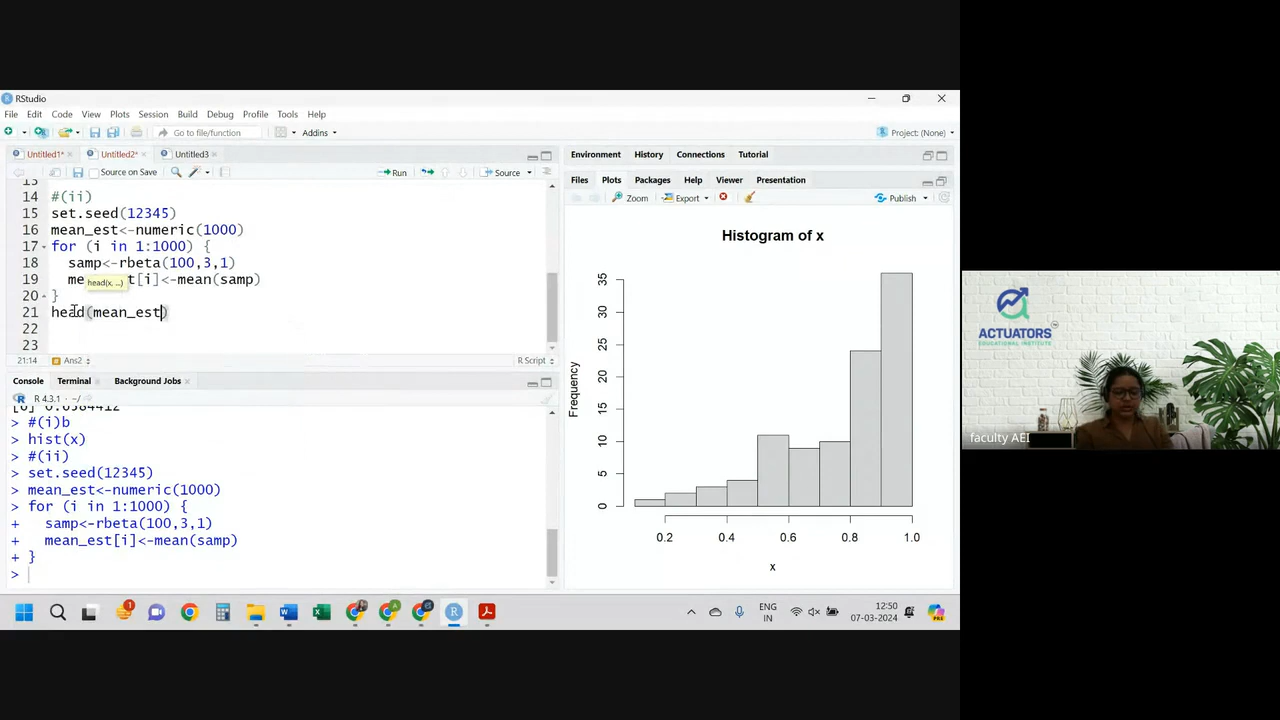 RStudio
File Edit Code View Plots Session Build Debug Profile Tools Help
Go to file/function Addins Project: (None)
Untitled1* Untitled2* Untitled3
Source on Save Run Source
14 #(ii)
15 set.seed(12345)
16 mean_est<-numeric(1000)
17 for (i in 1:1000) {
18 samp<-rbeta(100,3,1)
19 me t[i]<-mean(samp)
head(x, ...)
20 }
21 head(mean_est)
22
23
21:14 Ans2 R Script
Console Terminal Background Jobs
R 4.3.1 · ~/
[6] 0.6584412
> #(i)b
> hist(x)
> #(ii)
> set.seed(12345)
> mean_est<-numeric(1000)
> for (i in 1:1000) {
+ samp<-rbeta(100,3,1)
+ mean_est[i]<-mean(samp)
+ }
>
Environment History Connections Tutorial
Files Plots Packages Help Viewer Presentation
Zoom Export Publish
Histogram of x
Frequency
35
30
25
20
15
10
5
0
0.2 0.4 0.6 0.8 1.0
x
ENG
IN
12:50
07-03-2024
ACTUATORS
EDUCATIONAL INSTITUTE
TM
faculty AEI